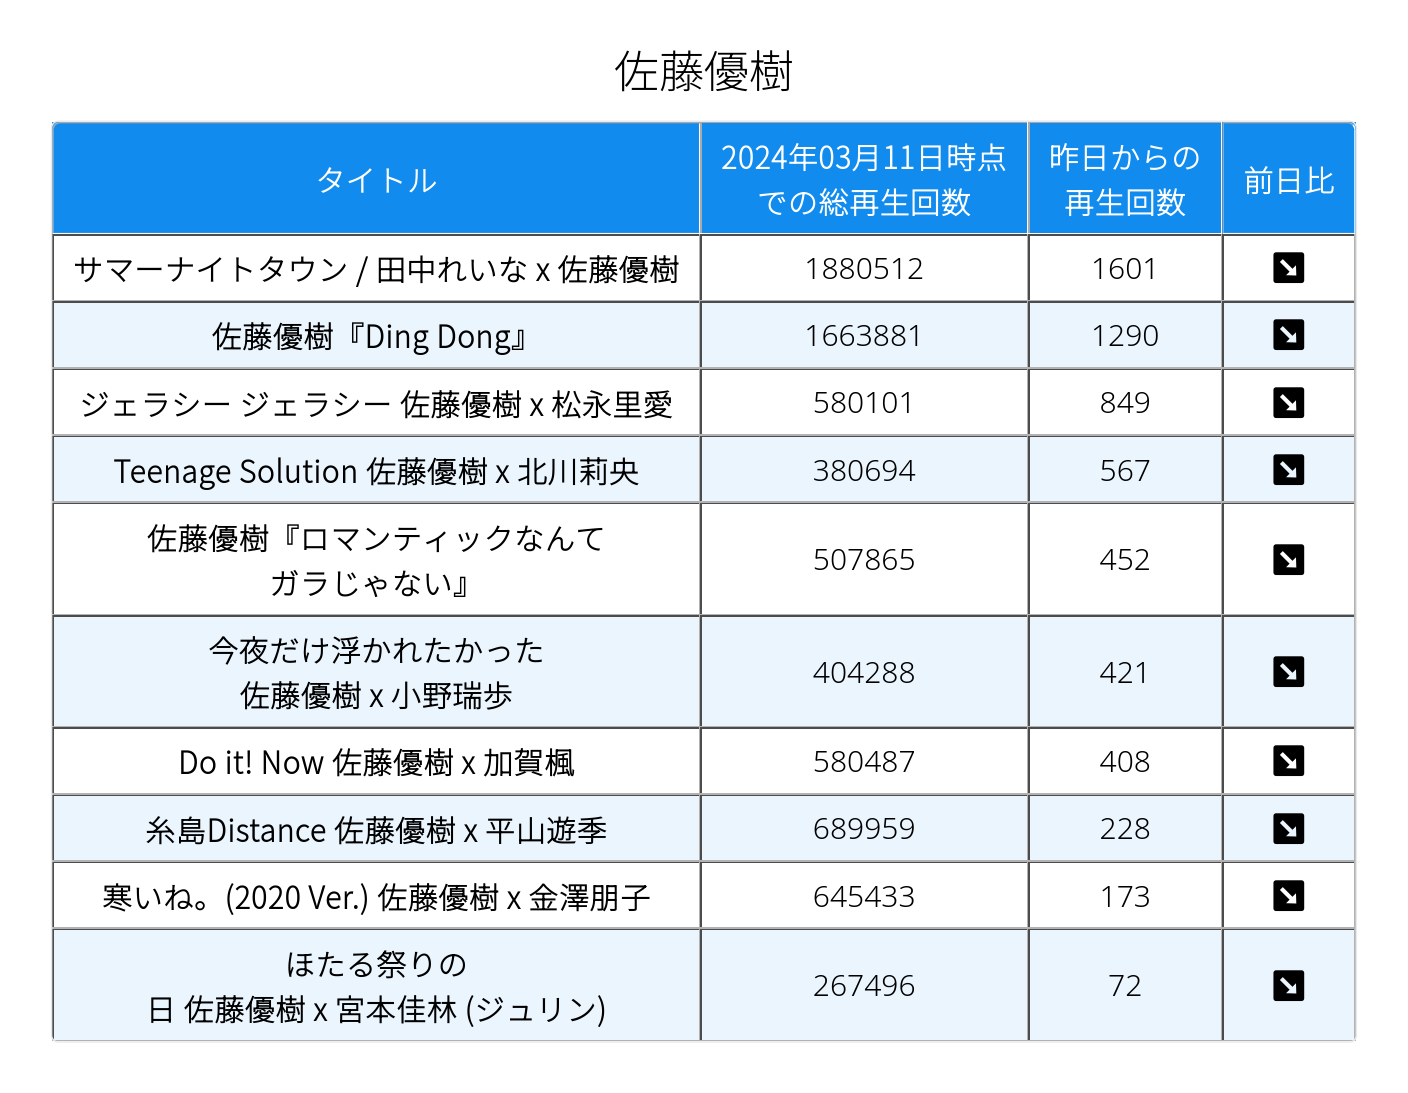 佐藤優樹
タイトル
2024年03月11日時点
での総再生回数
昨日からの
再生回数
前日比
サマーナイトタウン / 田中れいな x 佐藤優樹
1880512
1601
佐藤優樹『Ding Dong』
1663881
1290
ジェラシー ジェラシー 佐藤優樹 x 松永里愛
580101
849
Teenage Solution 佐藤優樹 x 北川莉央
380694
567
佐藤優樹『ロマンティックなんて
ガラじゃない』
507865
452
今夜だけ浮かれたかった
佐藤優樹 x 小野瑞歩
404288
421
Do it! Now 佐藤優樹 x 加賀楓
580487
408
糸島Distance 佐藤優樹 x 平山遊季
689959
228
寒いね。(2020 Ver.) 佐藤優樹 x 金澤朋子
645433
173
ほたる祭りの
日 佐藤優樹 x 宮本佳林 (ジュリン)
267496
72